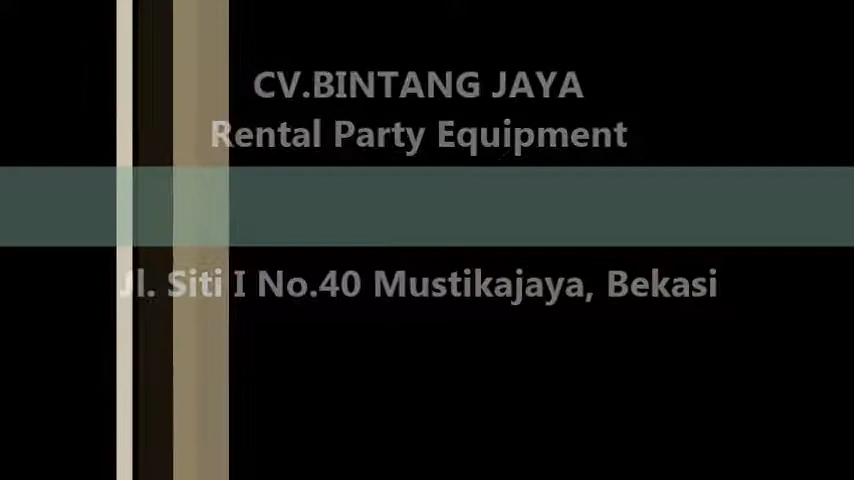 CV.BINTANG JAYA
Rental Party Equipment
Jl. Siti I No.40 Mustikajaya, Bekasi